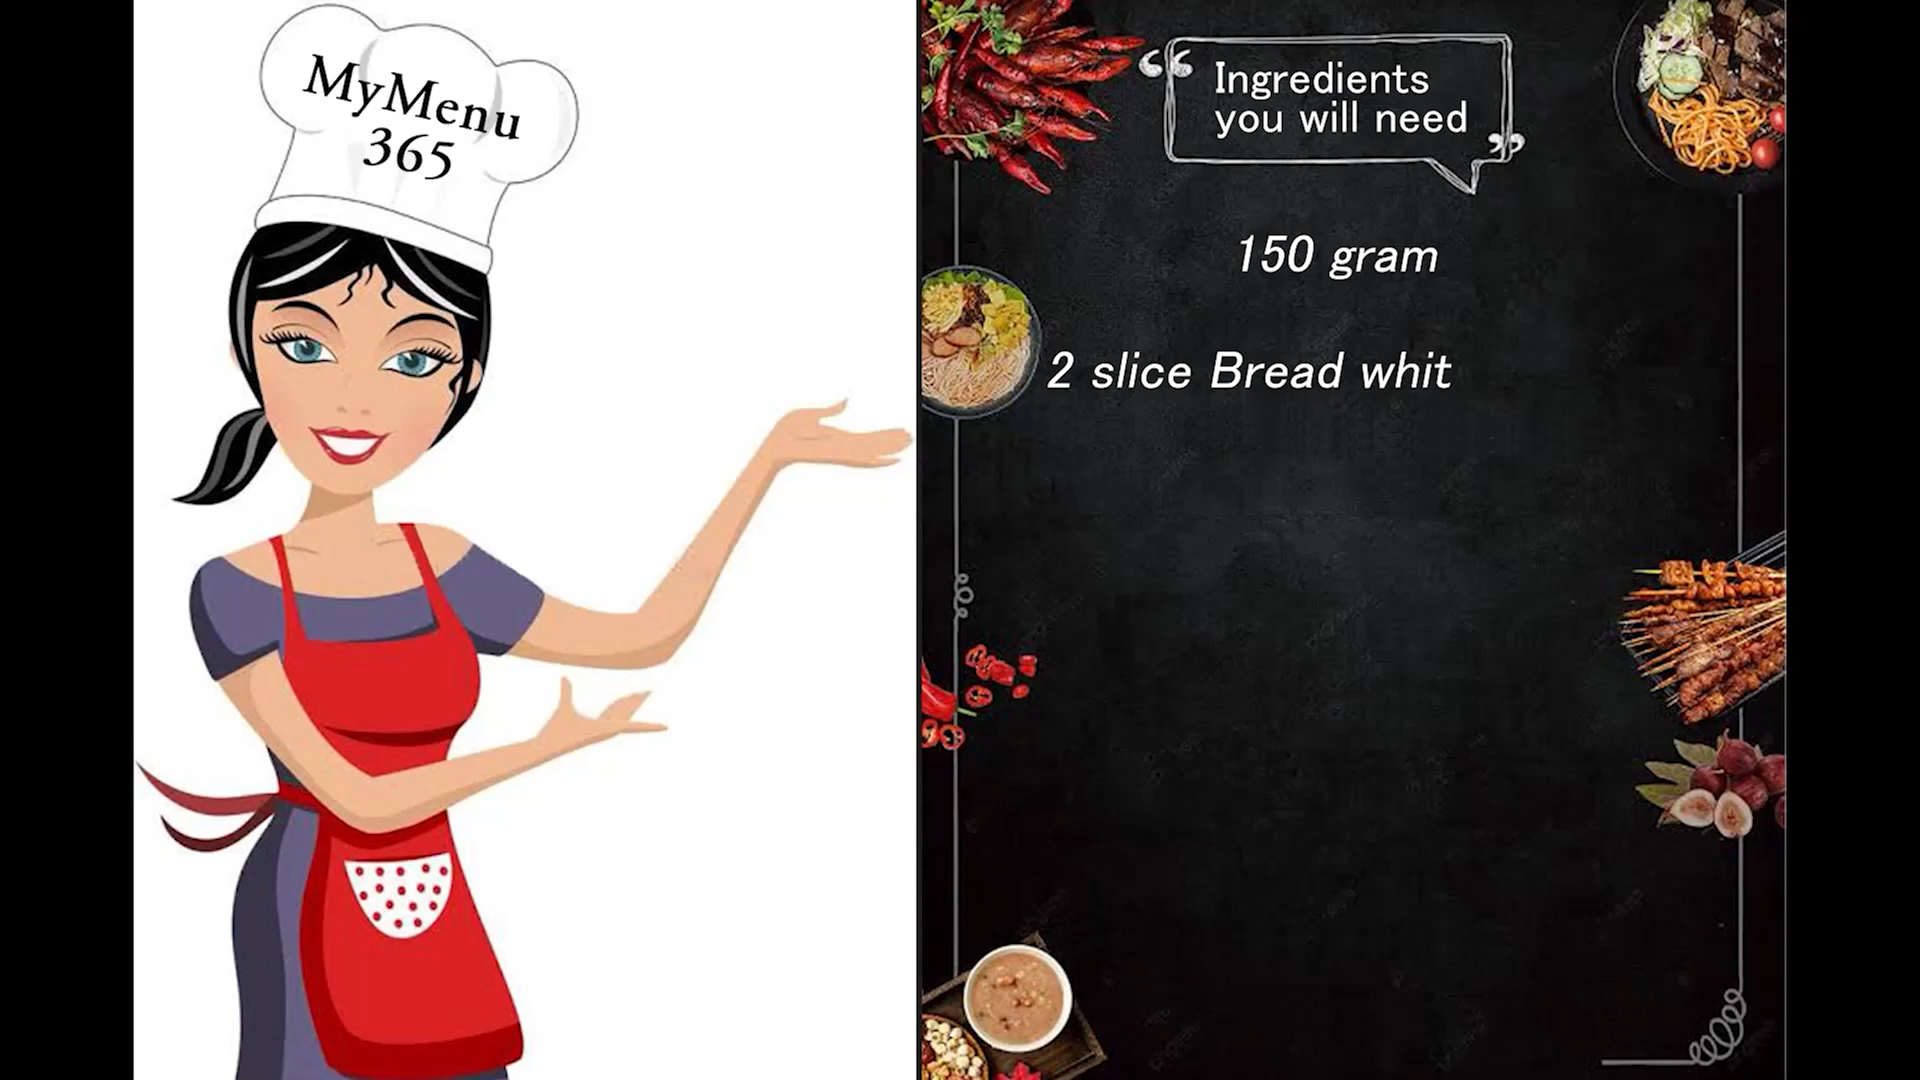 MyMenu
365
Ingredients
you will need
150 gram
2 slice Bread whit